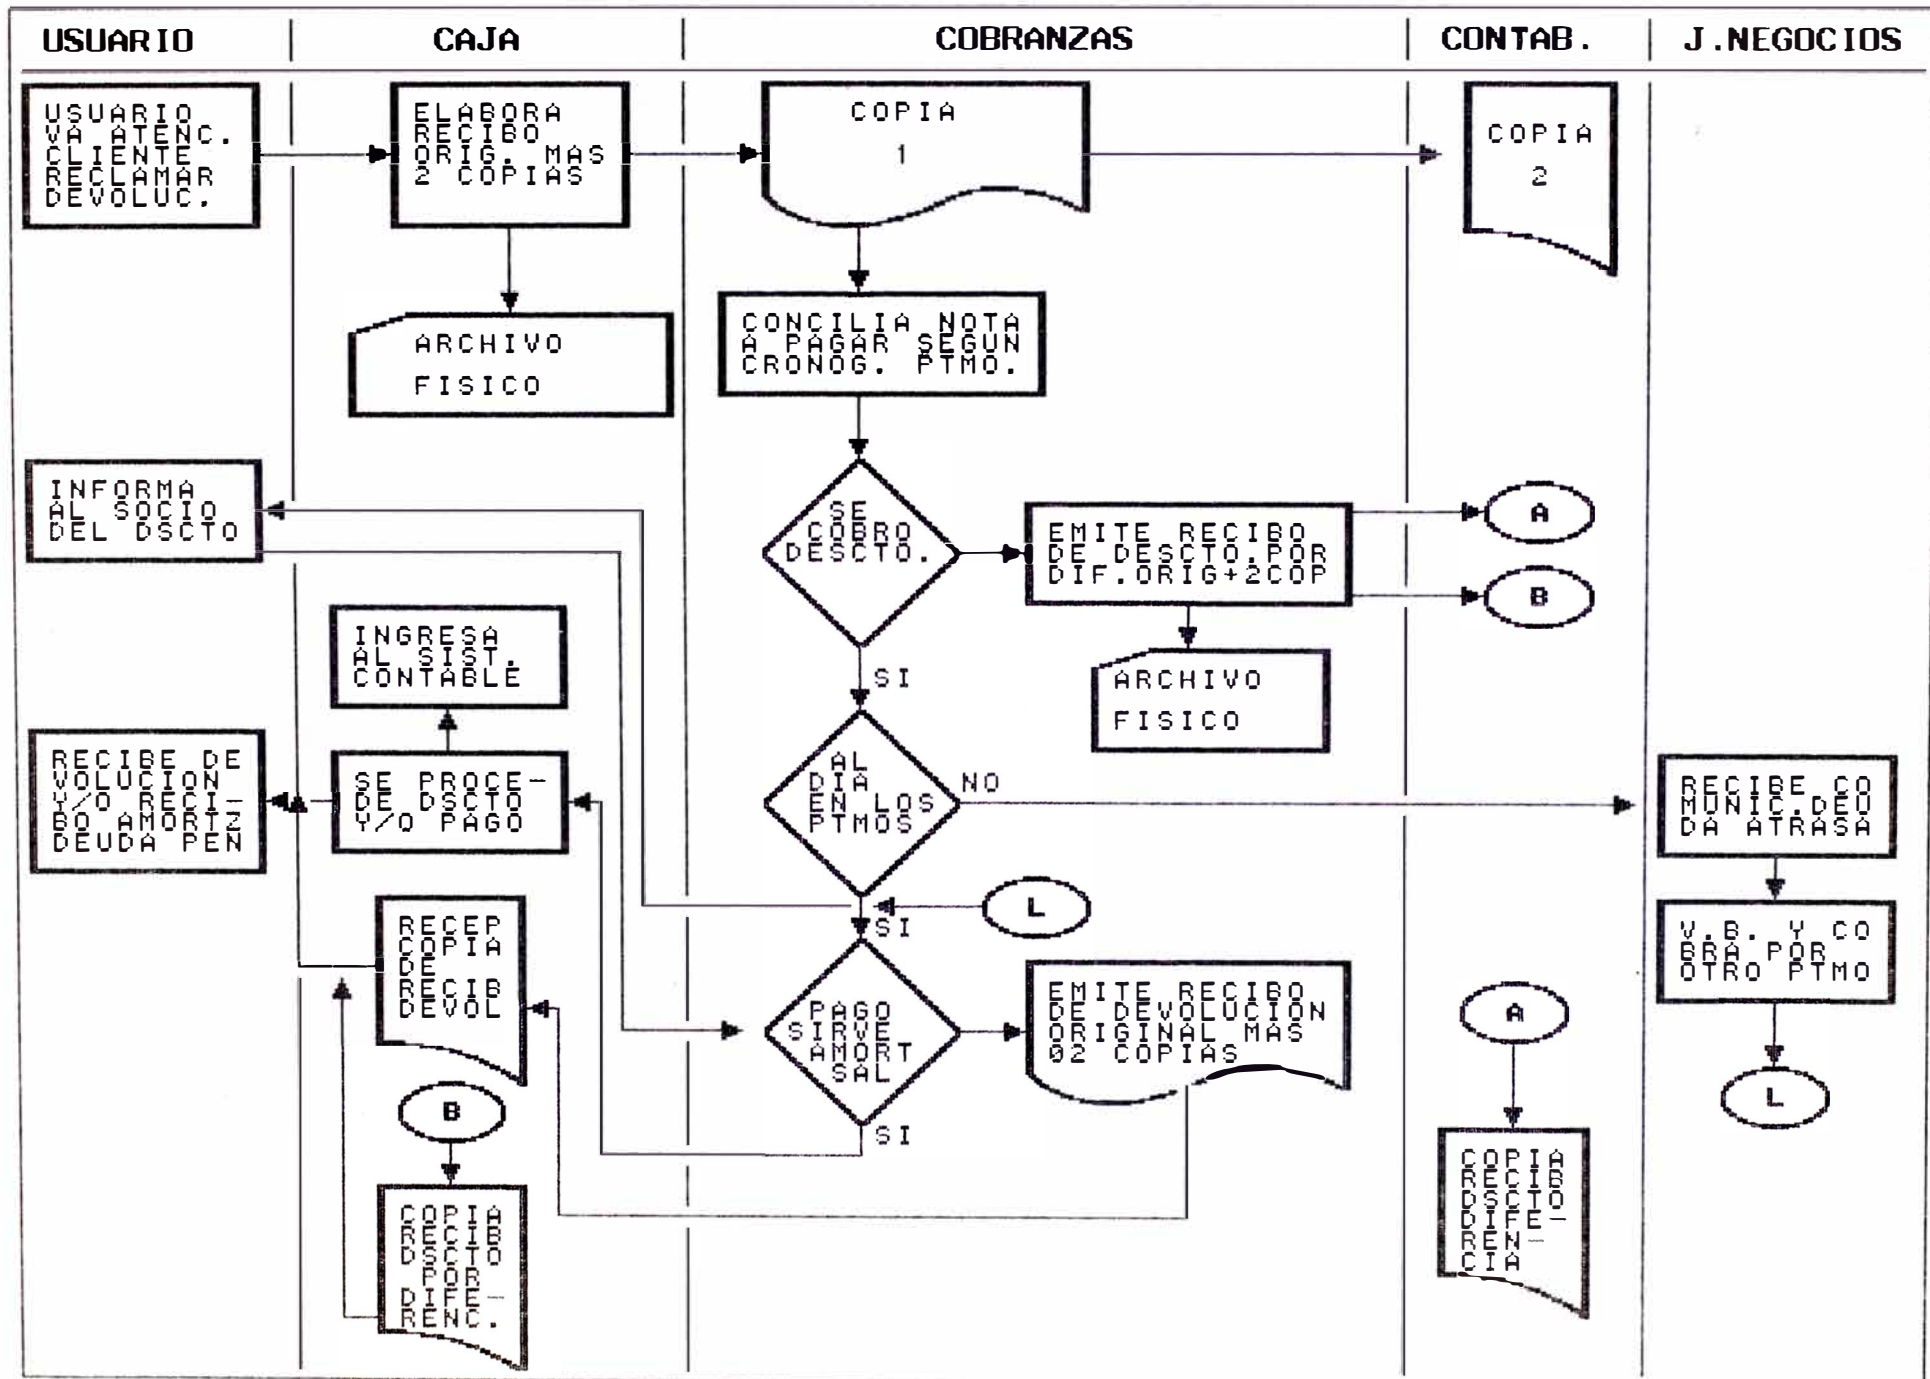 USUARIO
CAJA
COBRANZAS
CONTAB.
J.NEGOCIOS
USUARIO
VA ATENC.
CLIENTE
RECLAMAR
DEVOLUC.
ELABORA
RECIBO
ORIG. MAS
2 COPIAS
COPIA
1
COPIA
2
ARCHIVO
FISICO
CONCILIA NOTA
A PAGAR SEGUN
CRONOG. PTMO.
INFORMA
AL SOCIO
DEL DSCTO
SE
COBRO
DESCTO.
EMITE RECIBO
DE DESCTO.POR
DIF.ORIG+2COP
A
B
INGRESA
AL SIST.
CONTABLE
SI
ARCHIVO
FISICO
RECIBE DE
VOLUCION
Y/O RECI-
BO AMORIZ
DEUDA PEN
SE PROCE-
DE DSCTO
Y/O PAGO
AL
DIA
EN LOS
PTMOS
NO
RECIBE CO
MUNIC.DEU
DA ATRASA
RECEP
COPIA
DE
RECIB
DEVOL
L
SI
V.B. Y CO
BRA POR
OTRO PTMO
PAGO
SIRVE
AMORT
SAL
EMITE RECIBO
DE DEVOLUCION
ORIGINAL MAS
02 COPIAS
A
L
B
SI
COPIA
RECIB
DSCTO
POR
DIFE-
RENC.
COPIA
RECIB
DSCTO
DIFE-
REN-
CIA